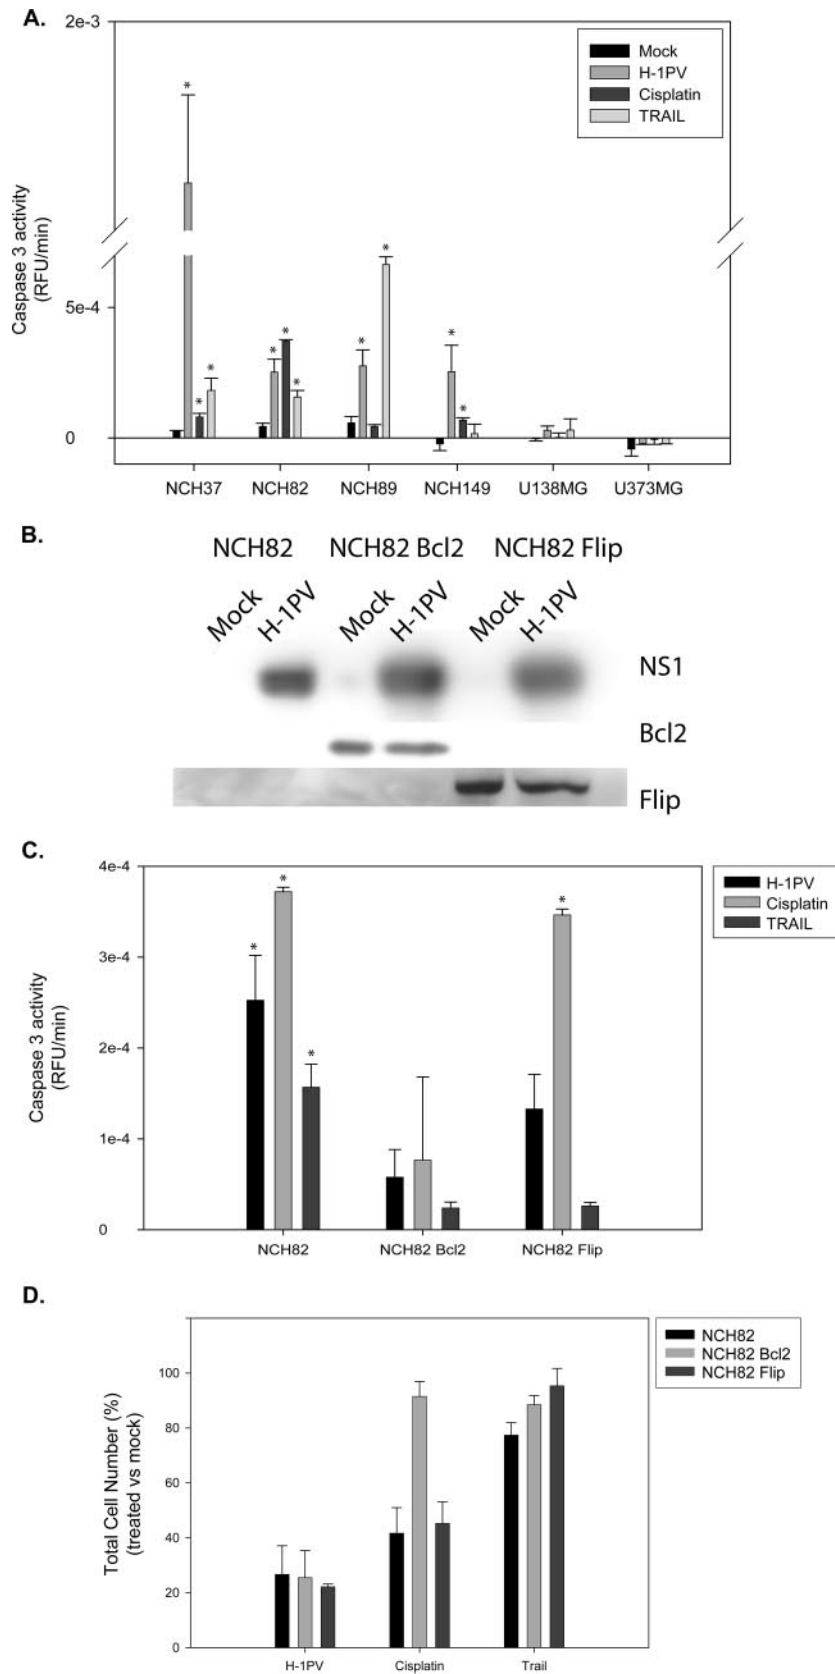 A.
2e-3
Mock
H-1PV
Cisplatin
TRAIL
Caspase 3 activity
(RFU/min)
5e-4
0
* * * * * * * * * * *
NCH37 NCH82 NCH89 NCH149 U138MG U373MG
B.
NCH82 NCH82 Bcl2 NCH82 Flip
Mock H-1PV Mock H-1PV Mock H-1PV
NS1
Bcl2
Flip
C.
4e-4
H-1PV
Cisplatin
TRAIL
3e-4
2e-4
1e-4
0
Caspase 3 activity
(RFU/min)
* * * *
NCH82 NCH82 Bcl2 NCH82 Flip
D.
NCH82
NCH82 Bcl2
NCH82 Flip
Total Cell Number (%)
(treated vs mock)
100
80
60
40
20
0
H-1PV Cisplatin Trail